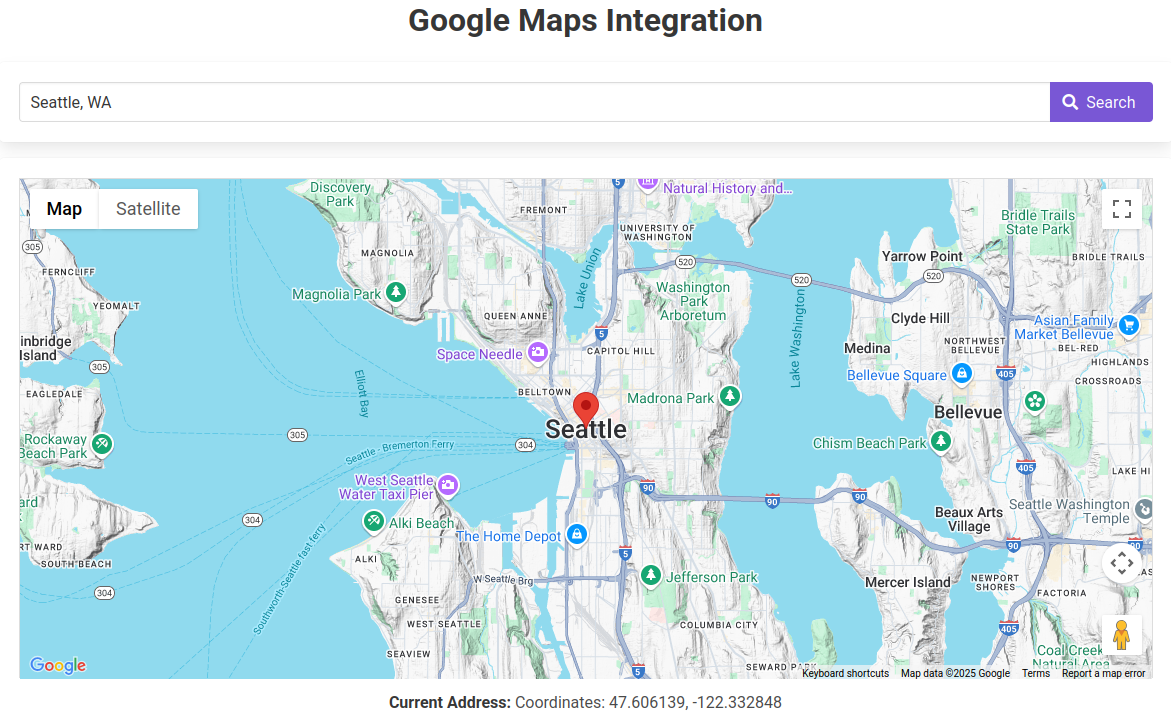 Google Maps Integration
Seattle, WA
Search
Map
Satellite
Discovery
Park
FREMONT
5
Natural History and...
UNIVERSITY OF
WASHINGTON
Bridle Trails
State Park
305
MAGNOLIA
Lake Union
520
Yarrow Point
BRIDLE TRAILS
FERNCLIFF
520
520
Magnolia Park
Washington
Park
Arboretum
Lake Washington
YEOMALT
QUEEN ANNE
Clyde Hill
Asian Family
Market Bellevue
5
inbridge
Island
Space Needle
CAPITOL HILL
Medina
NORTHWEST
BELLEVUE
BEL-RED
HIGHLANDS
305
Bellevue Square
405
CROSSROADS
EAGLEDALE
Elliott Bay
BELLTOWN
Madrona Park
Bellevue
305
Seattle
Rockaway
Beach Park
Seattle - Bremerton Ferry
304
Chism Beach Park
405
LAKE HI
West Seattle
Water Taxi Pier
90
90
90
ard
Seattle Washington
Temple
304
Alki Beach
The Home Depot
Beaux Arts
Village
RT WARD
90
90
SOUTH BEACH
ALKI
5
Southworth-Seattle fast ferry
W Seattle Brg
Jefferson Park
Mercer Island
NEWPORT
SHORES
FACTORIA
304
GENESEE
WEST SEATTLE
COLUMBIA CITY
405
SEAVIEW
Coal Creek
Natural Area
Google
5
SEWARD PARK
Keyboard shortcuts
Map data ©2025 Google
Terms
Report a map error
Current Address: Coordinates: 47.606139, -122.332848